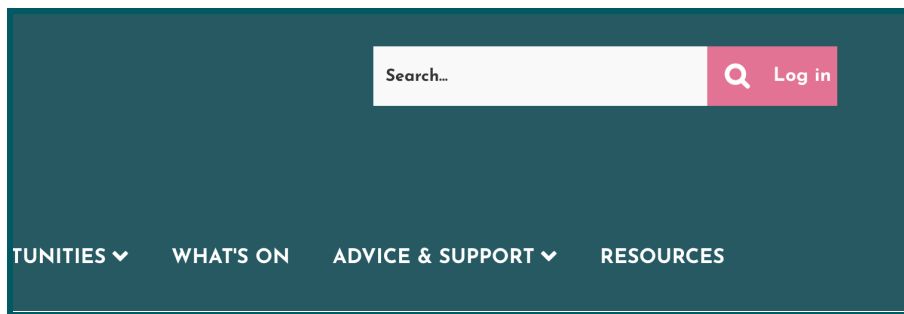 Search...
Log in
TUNITIES
WHAT'S ON
ADVICE & SUPPORT
RESOURCES